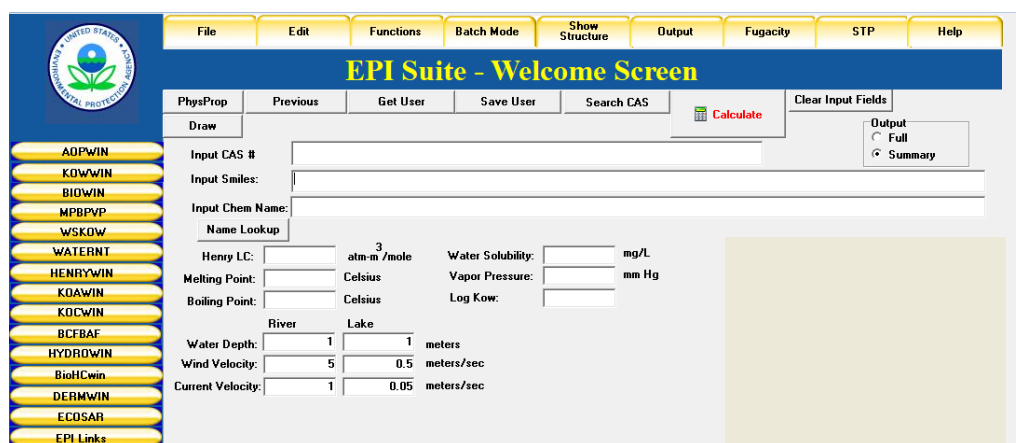 UNITED STATES
ENVIRONMENTAL PROTECTION AGENCY
File Edit Functions Batch Mode Show Structure Output Fugacity STP Help
EPI Suite - Welcome Screen
PhysProp Previous Get User Save User Search CAS Calculate Clear Input Fields
Draw
Output
Full
Summary
AOPWIN
KOWWIN
BIOWIN
MPBPVP
WSKOW
WATERNT
HENRYWIN
KOAWIN
KOCWIN
BCFBAF
HYDROWIN
BioHCwin
DERMWIN
ECOSAR
EPI Links
Input CAS #
Input Smiles:
Input Chem Name:
Name Lookup
Henry LC: atm-m3/mole Water Solubility: mg/L
Melting Point: Celsius Vapor Pressure: mm Hg
Boiling Point: Celsius Log Kow:
River Lake
Water Depth: 1 1 meters
Wind Velocity: 5 0.5 meters/sec
Current Velocity: 1 0.05 meters/sec